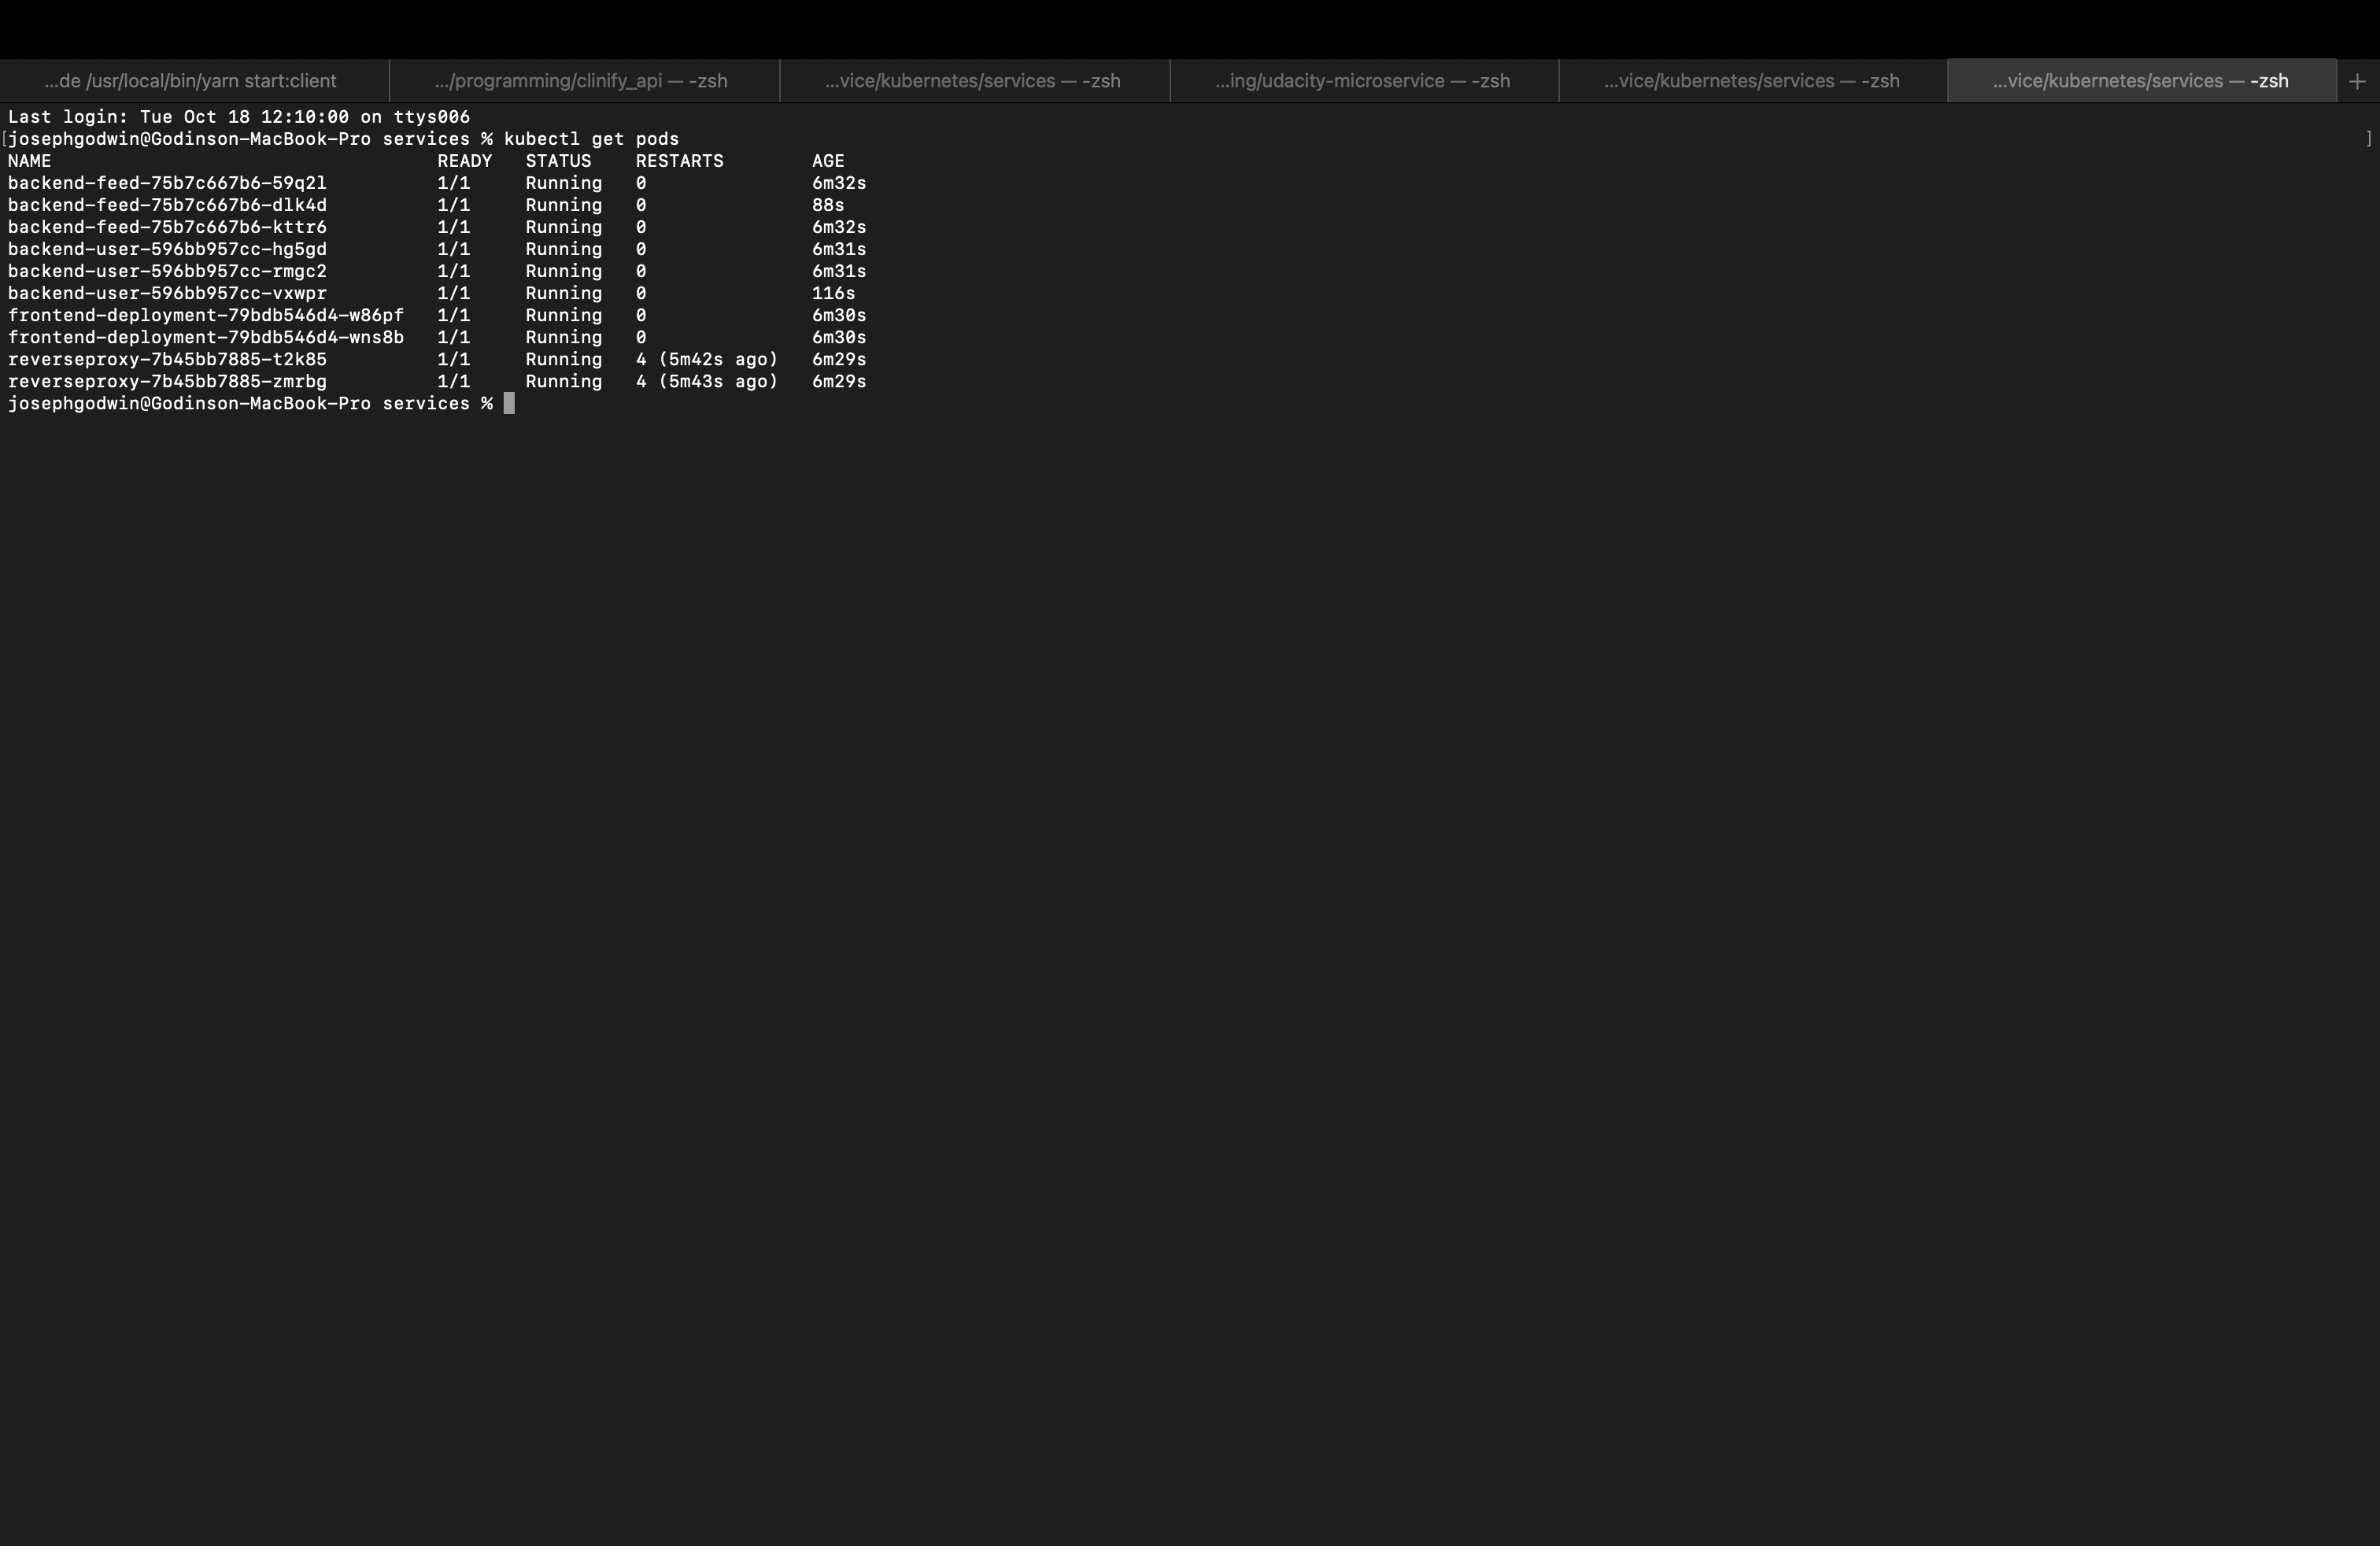 ...de /usr/local/bin/yarn start:client
.../programming/clinify_api — -zsh
...vice/kubernetes/services — -zsh
...ing/udacity-microservice — -zsh
...vice/kubernetes/services — -zsh
...vice/kubernetes/services — -zsh
+
Last login: Tue Oct 18 12:10:00 on ttys006
[josephgodwin@Godinson-MacBook-Pro services % kubectl get pods ]
NAME READY STATUS RESTARTS AGE
backend-feed-75b7c667b6-59q2l 1/1 Running 0 6m32s
backend-feed-75b7c667b6-dlk4d 1/1 Running 0 88s
backend-feed-75b7c667b6-kttr6 1/1 Running 0 6m32s
backend-user-596bb957cc-hg5gd 1/1 Running 0 6m31s
backend-user-596bb957cc-rmgc2 1/1 Running 0 6m31s
backend-user-596bb957cc-vxwpr 1/1 Running 0 116s
frontend-deployment-79bdb546d4-w86pf 1/1 Running 0 6m30s
frontend-deployment-79bdb546d4-wns8b 1/1 Running 0 6m30s
reverseproxy-7b45bb7885-t2k85 1/1 Running 4 (5m42s ago) 6m29s
reverseproxy-7b45bb7885-zmrbg 1/1 Running 4 (5m43s ago) 6m29s
josephgodwin@Godinson-MacBook-Pro services %